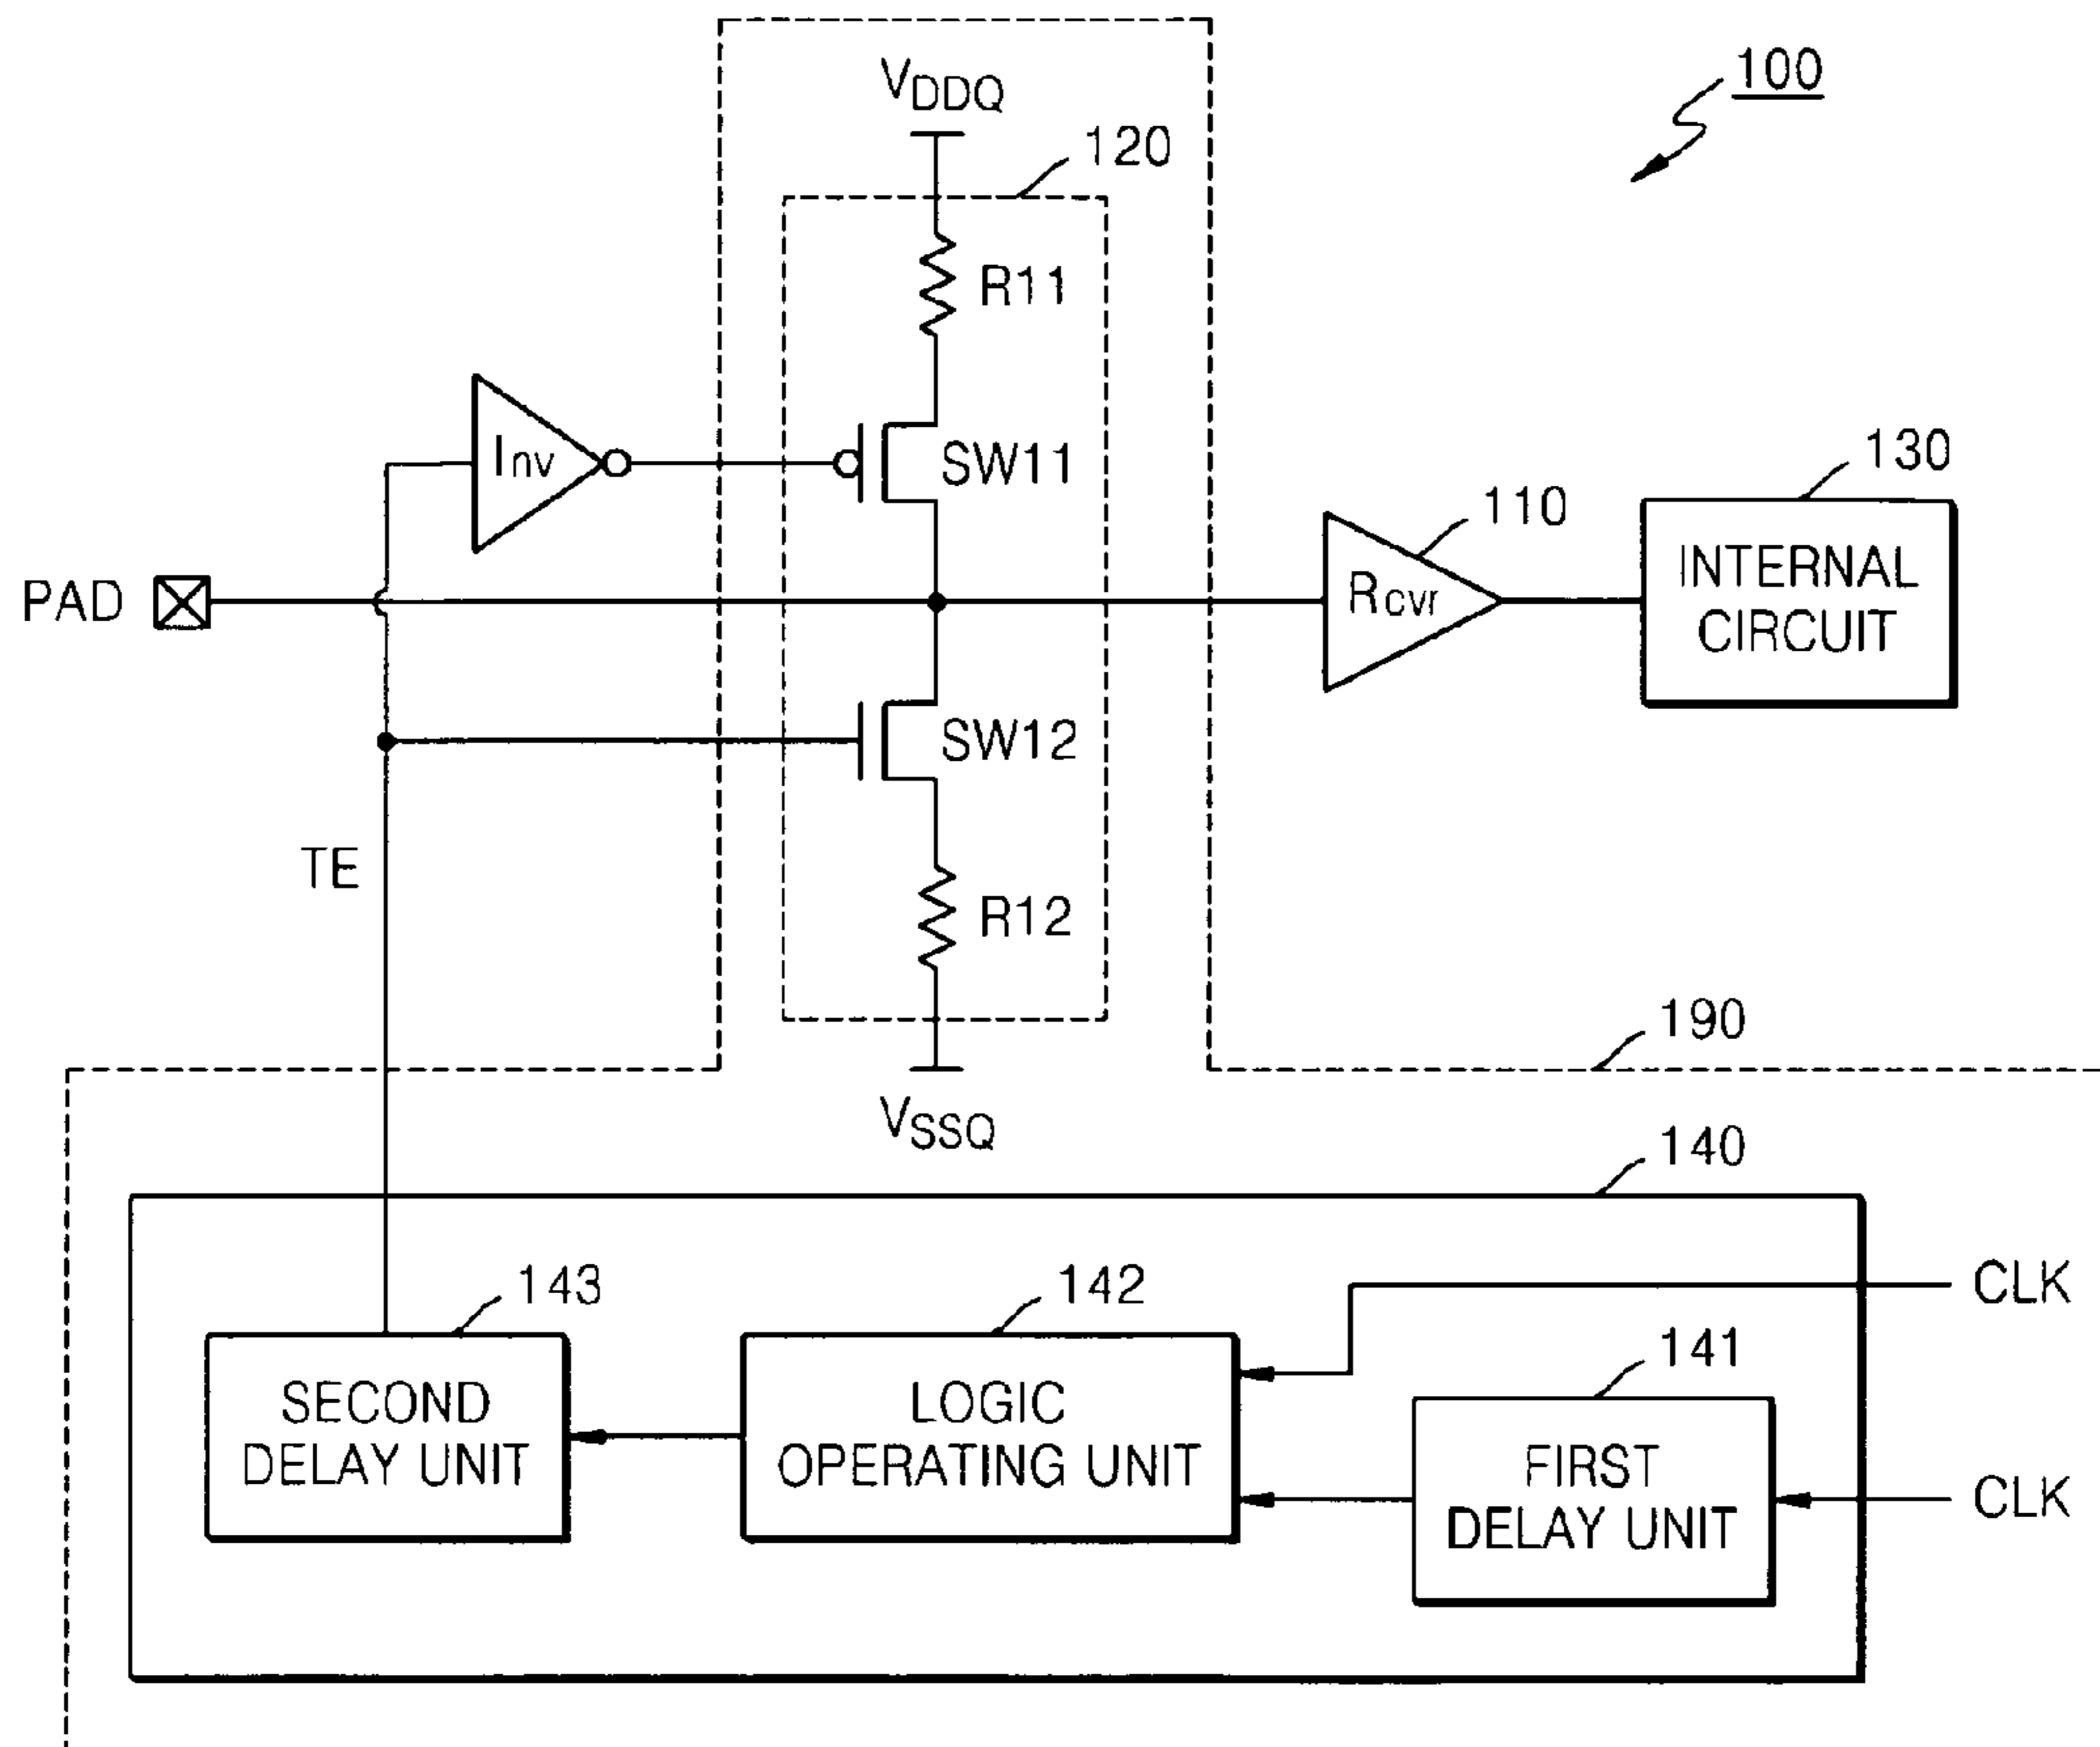 100
VDDQ
120
R11
Inv
SW11
130
110
INTERNAL
CIRCUIT
PAD
Rcvr
SW12
TE
R12
190
VSSQ
140
143
142
CLK
141
SECOND
DELAY UNIT
LOGIC
OPERATING UNIT
FIRST
DELAY UNIT
CLK